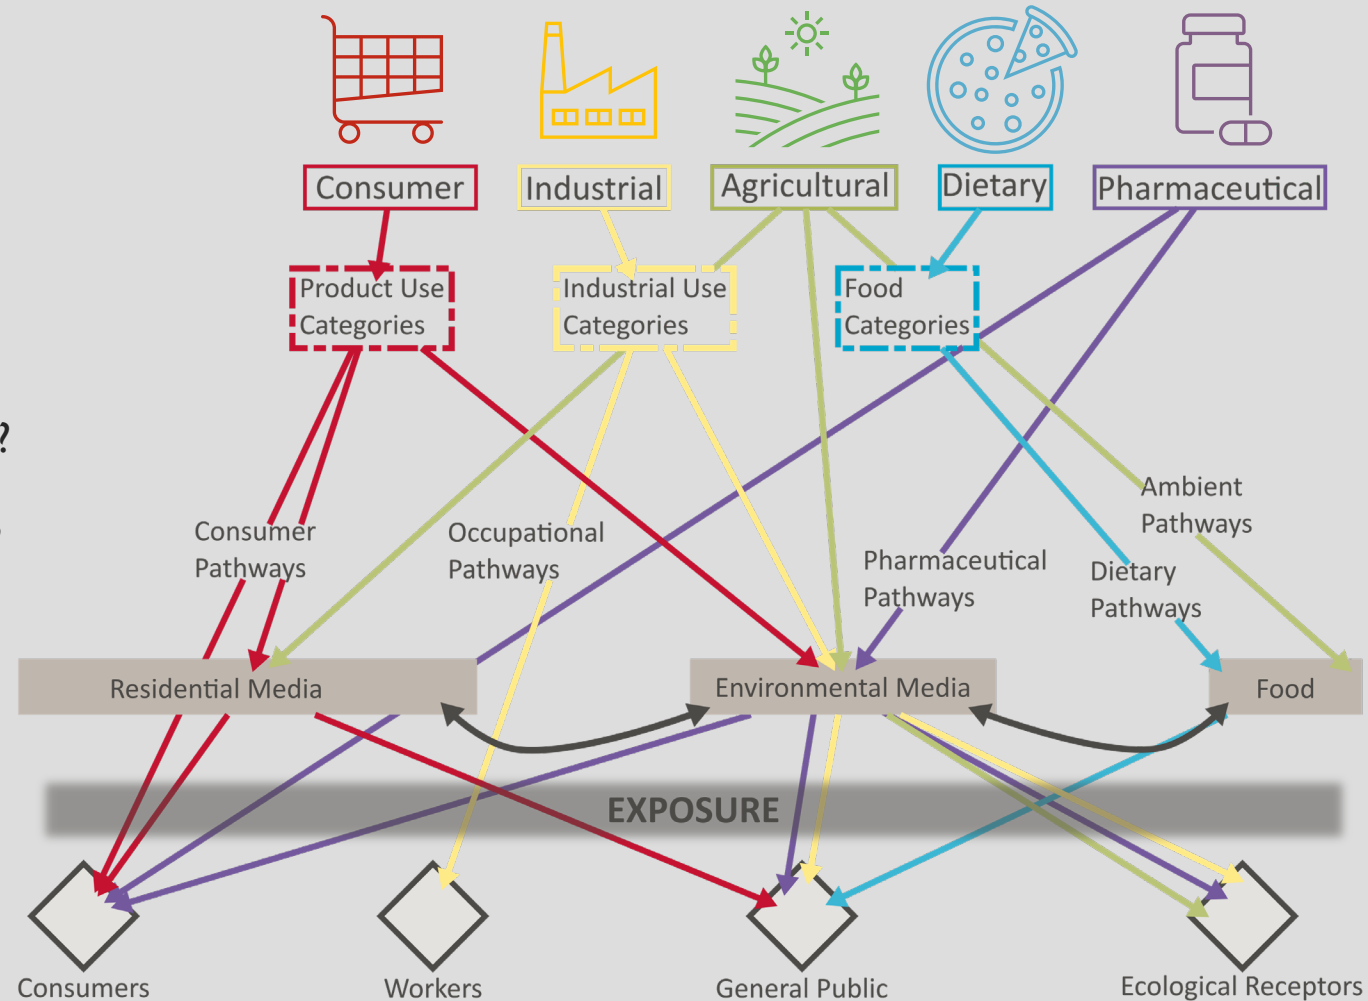 Consumer
Industrial
Agricultural
Dietary
Pharmaceutical
Product Use
Categories
Industrial Use
Categories
Food
Categories
?
Ambient
Pathways
Consumer
Pathways
Occupational
Pathways
Pharmaceutical
Pathways
Dietary
Pathways
Residential Media
Environmental Media
Food
EXPOSURE
Consumers
Workers
General Public
Ecological Receptors